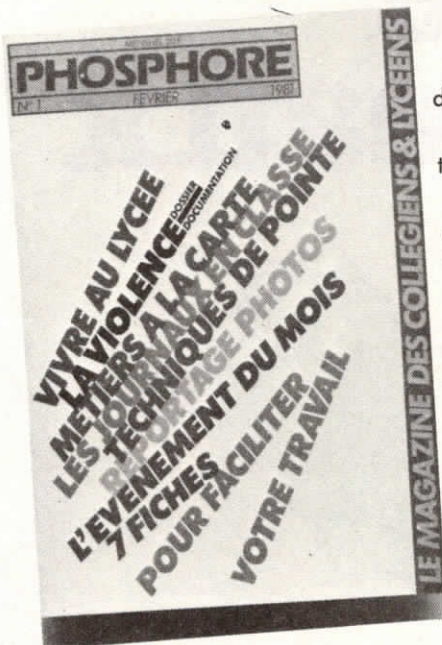 PHOSPHORE
N° 1 FÉVRIER 1981
VIVRE AU LYCEE
LA VIOLENCE DOSSIER
DOCUMENTATION
METIERS A LA CARTE
LES JOURNAUX EN CLASSE
TECHNIQUES DE POINTE
REPORTAGE PHOTOS
L'EVENEMENT DU MOIS
7 FICHES
POUR FACILITER
VOTRE TRAVAIL
LE MAGAZINE DES COLLEGIENS & LYCEENS